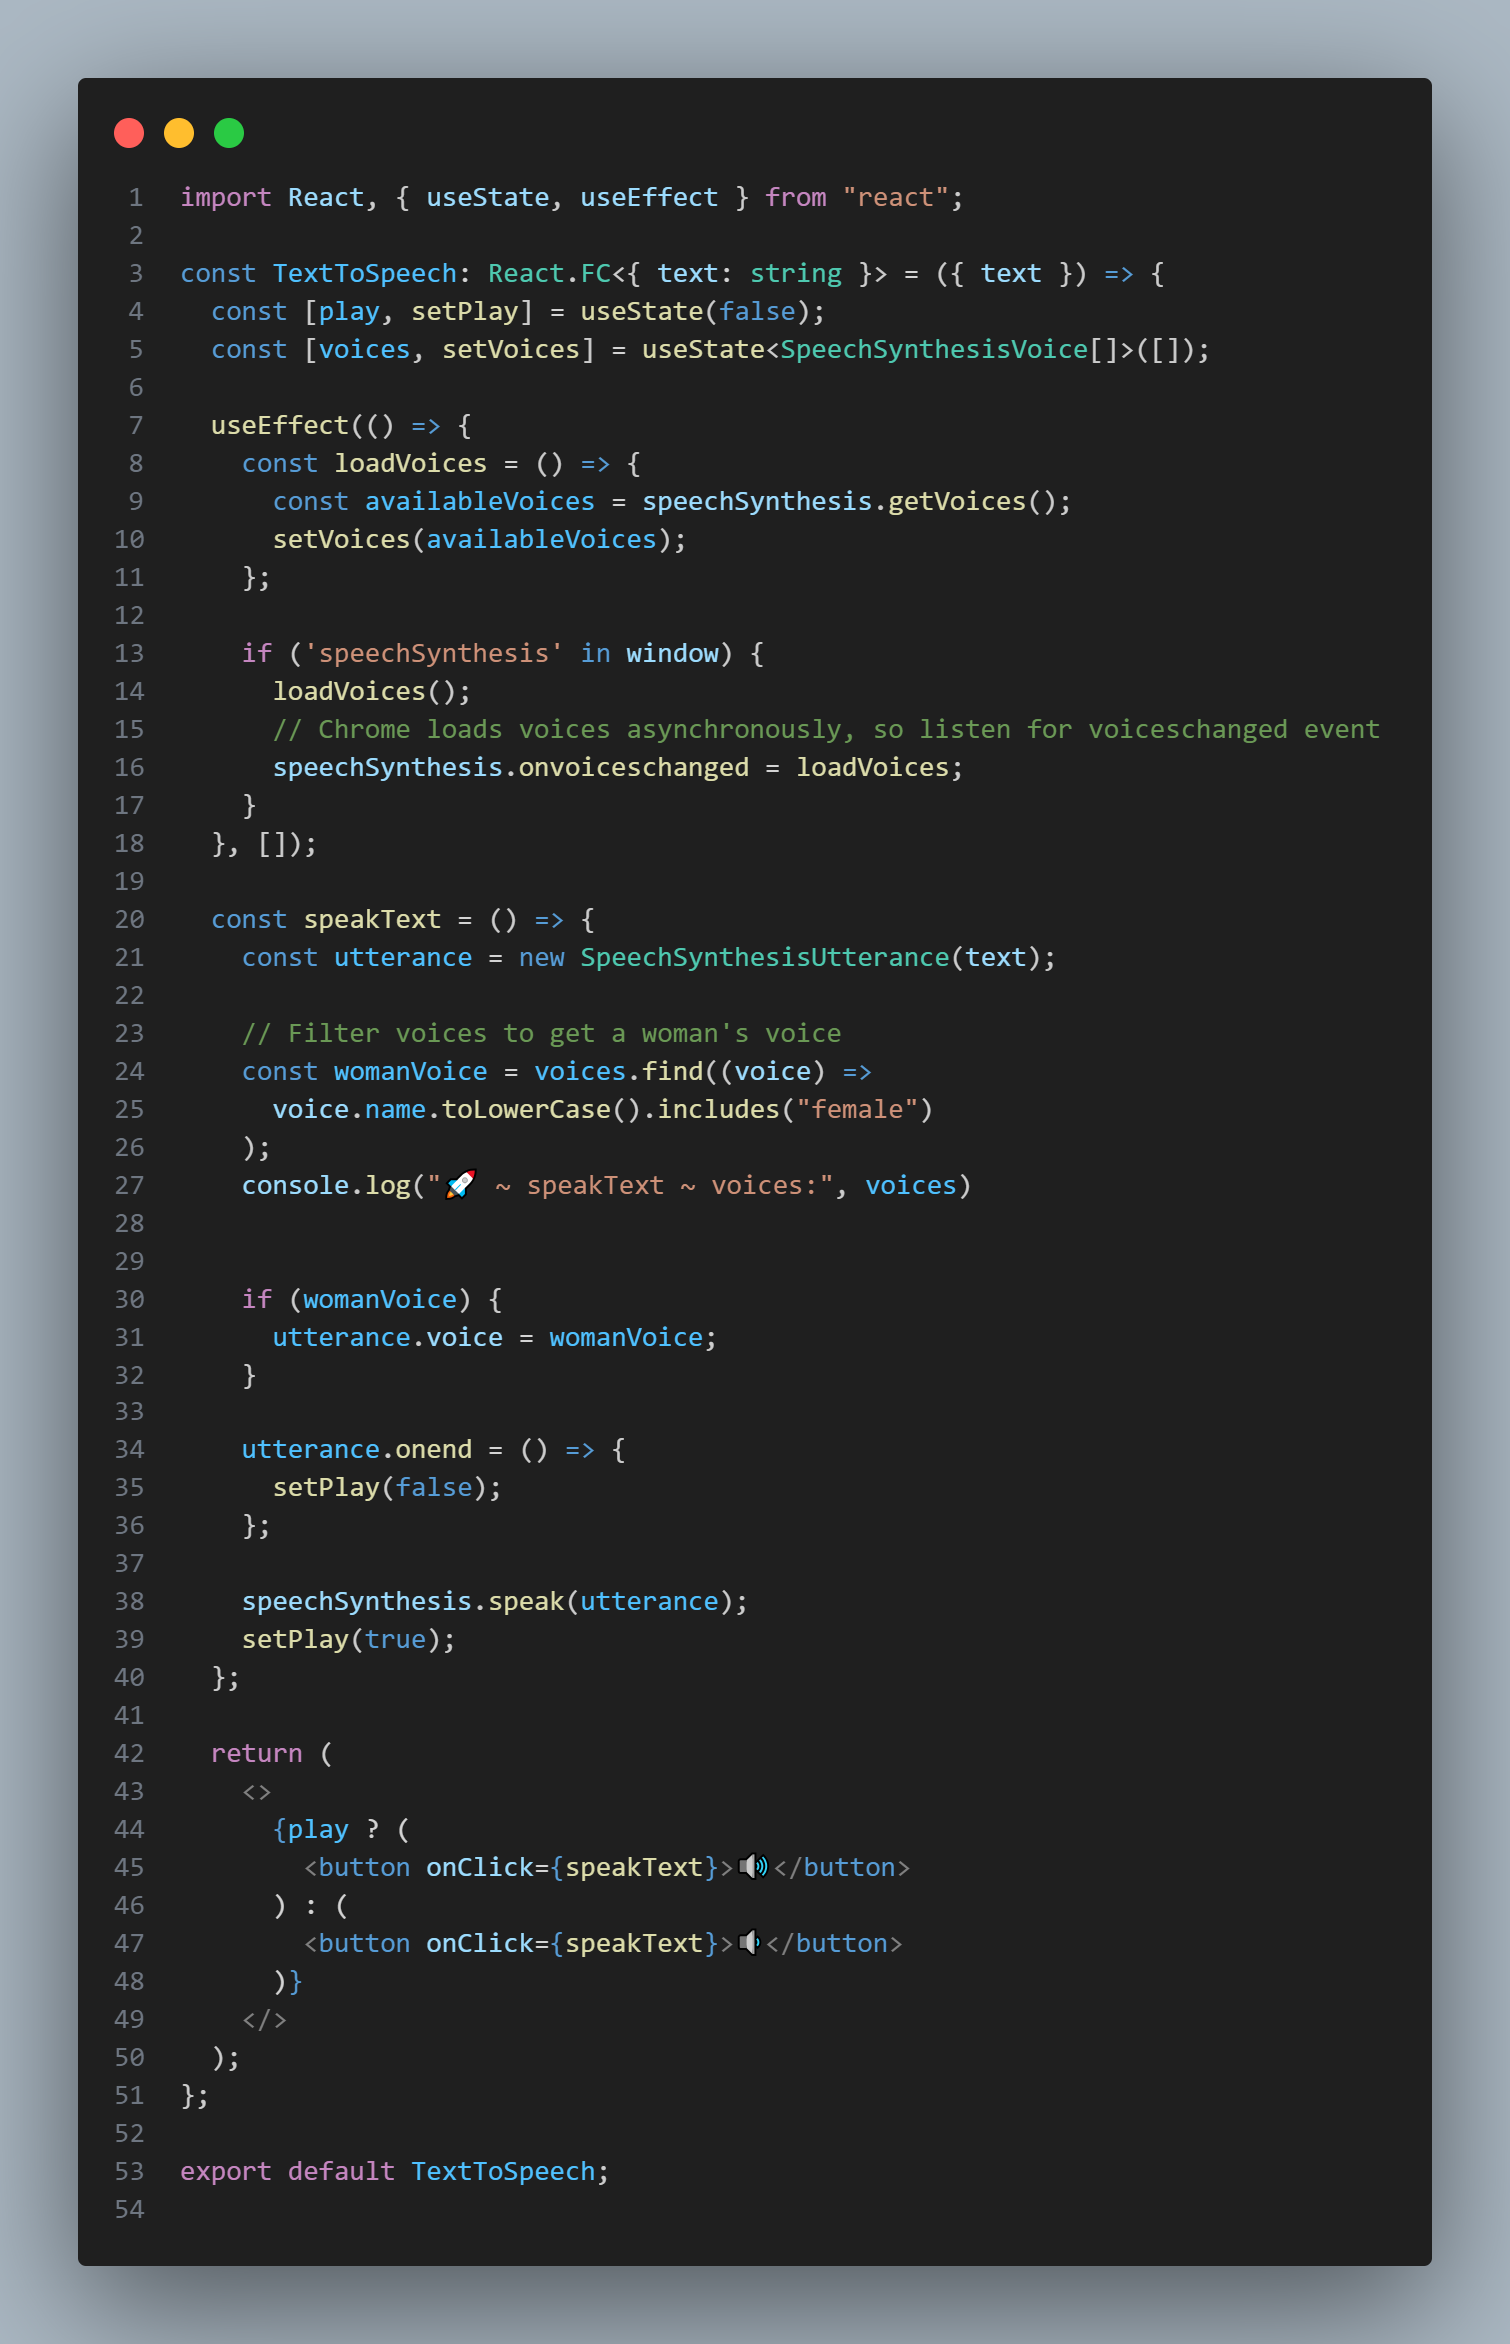 1 import React, { useState, useEffect } from "react";
2
3 const TextToSpeech: React.FC<{ text: string }> = ({ text }) => {
4   const [play, setPlay] = useState(false);
5   const [voices, setVoices] = useState<SpeechSynthesisVoice[]>([]);
6
7   useEffect(() => {
8     const loadVoices = () => {
9       const availableVoices = speechSynthesis.getVoices();
10       setVoices(availableVoices);
11     };
12
13     if ('speechSynthesis' in window) {
14       loadVoices();
15       // Chrome loads voices asynchronously, so listen for voiceschanged event
16       speechSynthesis.onvoiceschanged = loadVoices;
17     }
18   }, []);
19
20   const speakText = () => {
21     const utterance = new SpeechSynthesisUtterance(text);
22
23     // Filter voices to get a woman's voice
24     const womanVoice = voices.find((voice) =>
25       voice.name.toLowerCase().includes("female")
26     );
27     console.log("🚀 ~ speakText ~ voices:", voices)
28
29
30     if (womanVoice) {
31       utterance.voice = womanVoice;
32     }
33
34     utterance.onend = () => {
35       setPlay(false);
36     };
37
38     speechSynthesis.speak(utterance);
39     setPlay(true);
40   };
41
42   return (
43     <>
44       {play ? (
45         <button onClick={speakText}>🔊</button>
46       ) : (
47         <button onClick={speakText}>🔈</button>
48       )}
49     </>
50   );
51 };
52
53 export default TextToSpeech;
54